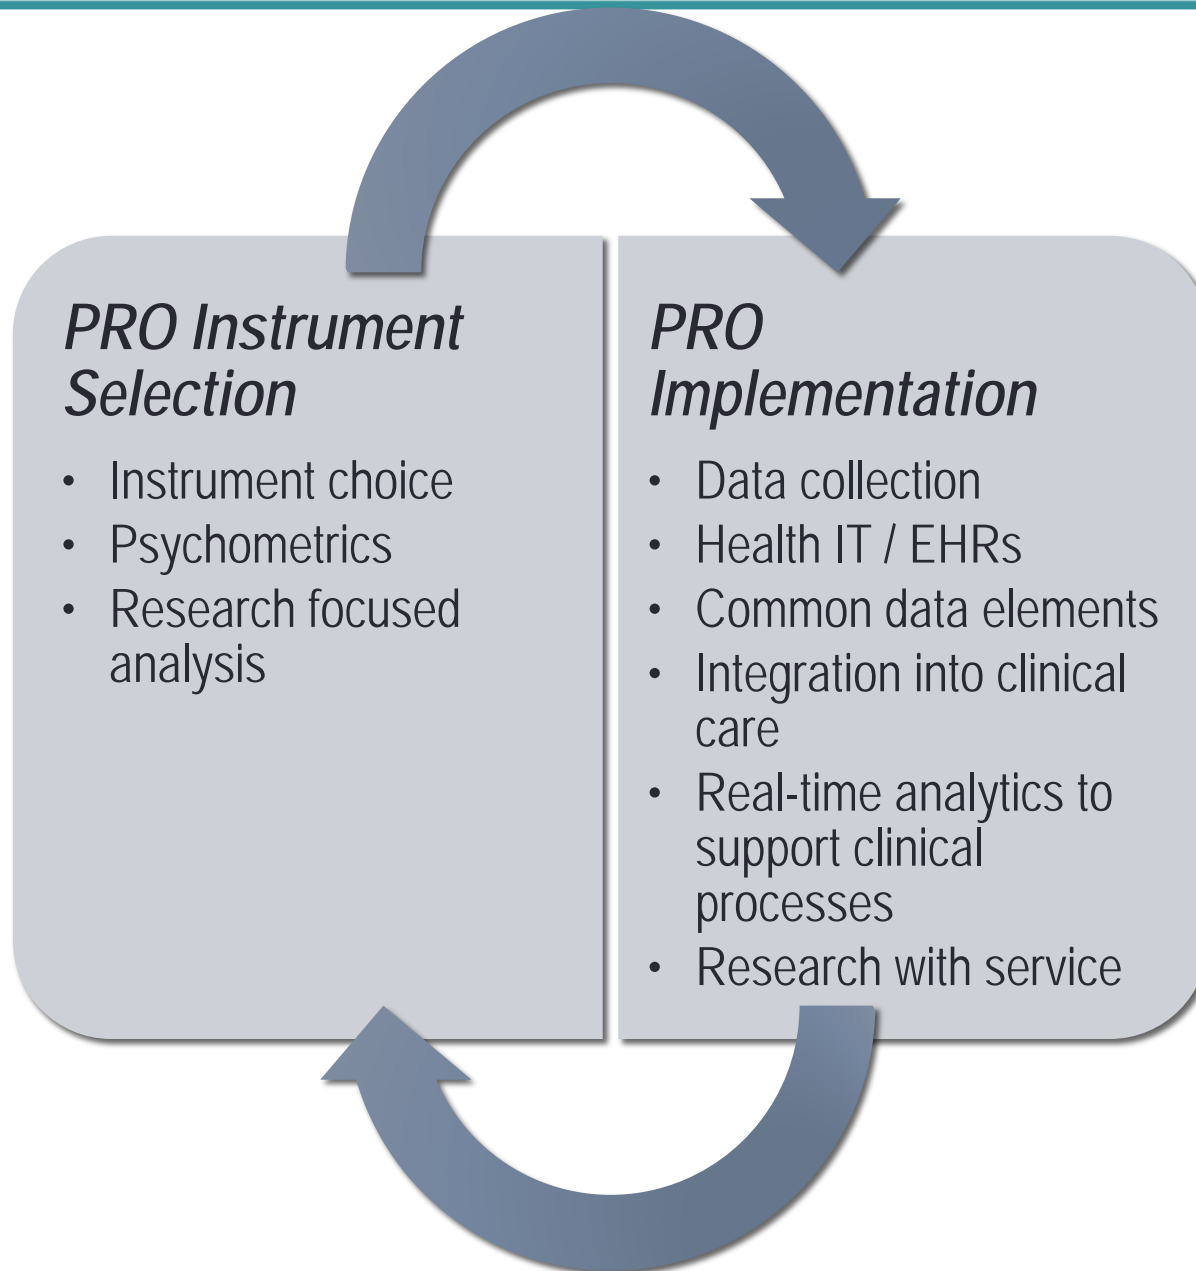 PRO Instrument
Selection
• Instrument choice
• Psychometrics
• Research focused
analysis
PRO
Implementation
• Data collection
• Health IT / EHRs
• Common data elements
• Integration into clinical
care
• Real-time analytics to
support clinical
processes
• Research with service